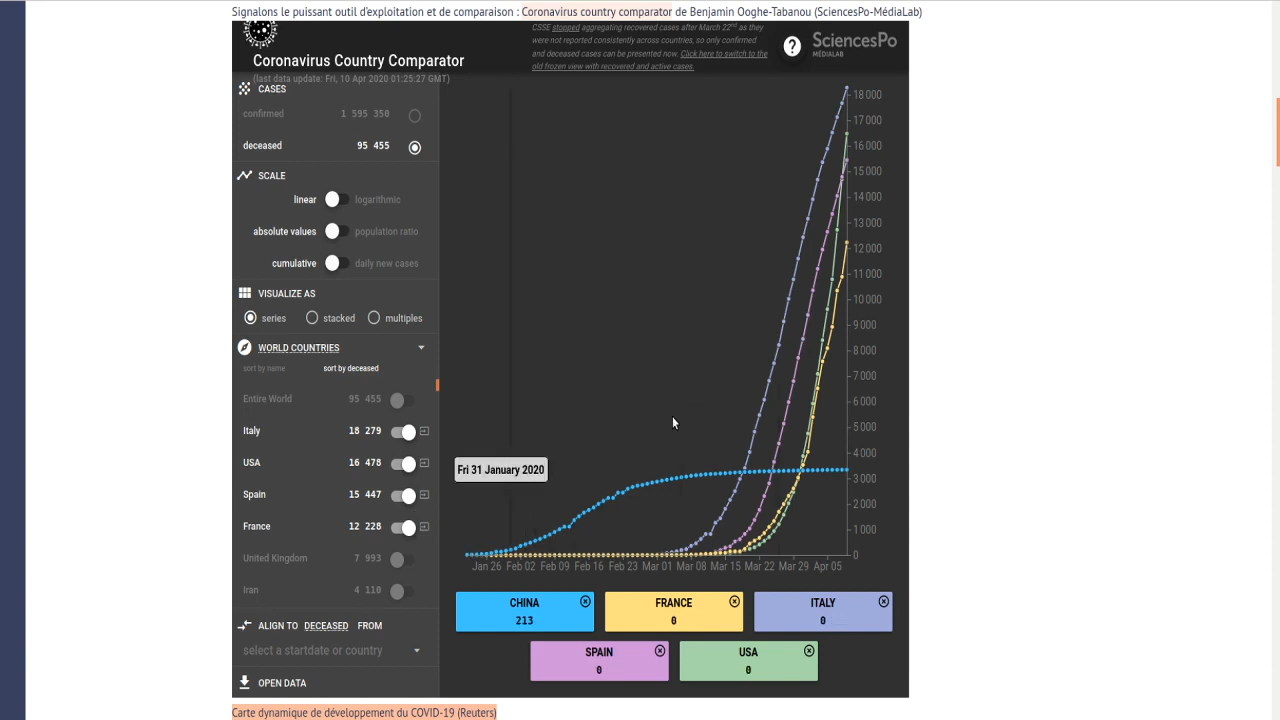 Signalons le puissant outil d'exploitation et de comparaison : Coronavirus country comparator de Benjamin Ooghe-Tabanou (SciencesPo-MédiaLab)
Coronavirus Country Comparator
(last data update: Fri, 10 Apr 2020 01:25:27 GMT)
CSSE stopped aggregating recovered cases after March 22nd as they
were not reported consistently across countries, so only confirmed
and deceased cases can be presented now. Click here to switch to the
old frozen view with recovered and active cases.
?
SciencesPo
MÉDIALAB
CASES
confirmed 1 595 350
deceased 95 455
SCALE
linear logarithmic
absolute values population ratio
cumulative daily new cases
VISUALIZE AS
series stacked multiples
WORLD COUNTRIES
sort by name sort by deceased
Entire World 95 455
Italy 18 279
USA 16 478
Spain 15 447
France 12 228
United Kingdom 7 993
Iran 4 110
ALIGN TO DECEASED FROM
select a startdate or country
OPEN DATA
18 000
17 000
16 000
15 000
14 000
13 000
12 000
11 000
10 000
9 000
8 000
7 000
6 000
5 000
4 000
3 000
2 000
1 000
0
Fri 31 January 2020
Jan 26 Feb 02 Feb 09 Feb 16 Feb 23 Mar 01 Mar 08 Mar 15 Mar 22 Mar 29 Apr 05
CHINA
213
FRANCE
0
ITALY
0
SPAIN
0
USA
0
Carte dynamique de développement du COVID-19 (Reuters)